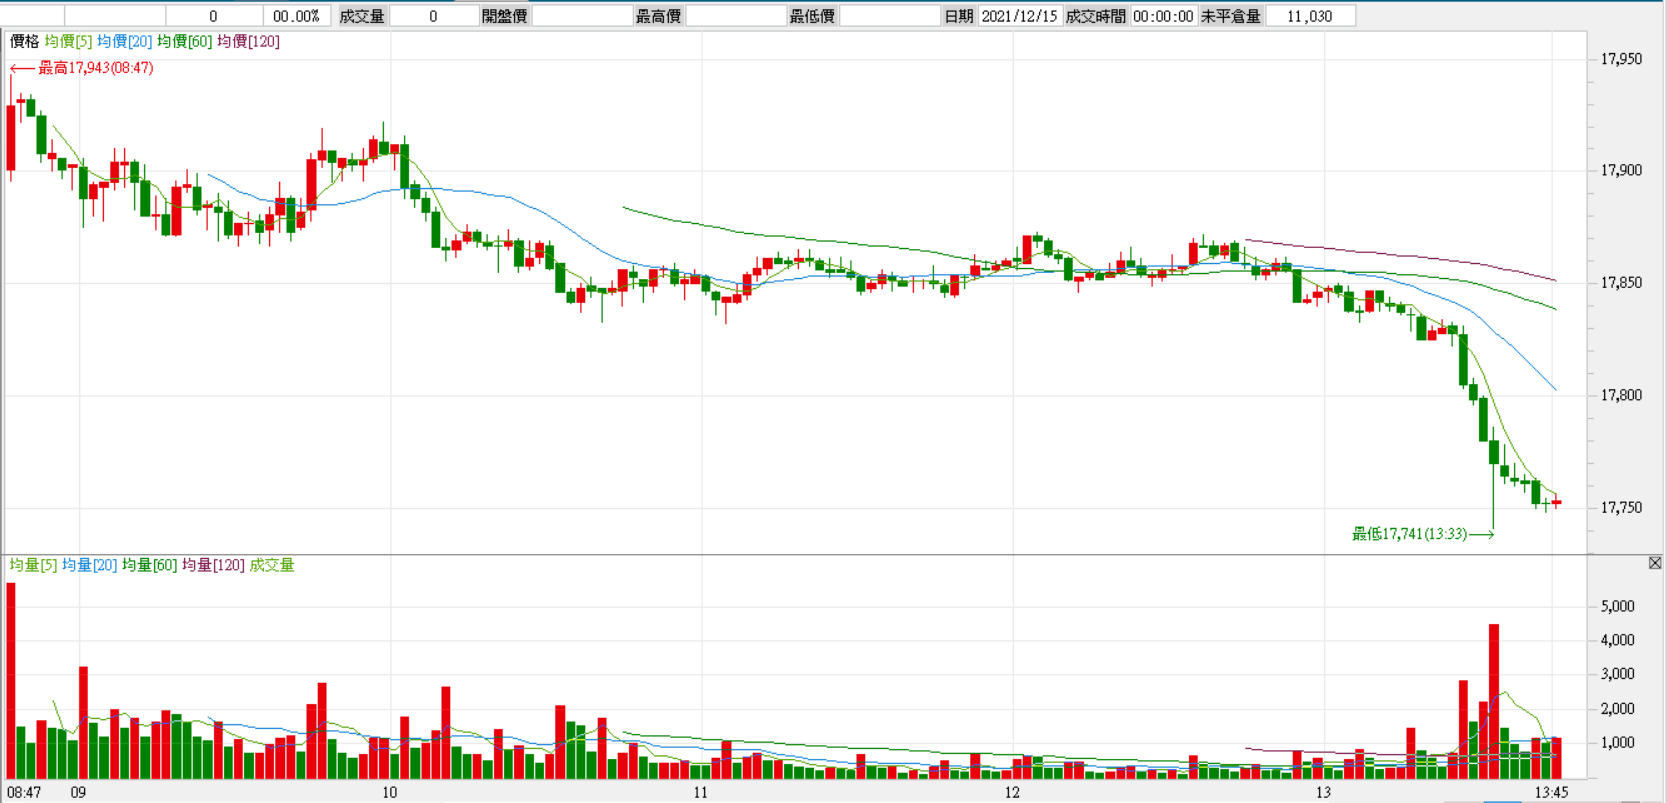 0 00.00% 成交量 0 開盤價 最高價 最低價 日期 2021/12/15 成交時間 00:00:00 未平倉量 11,030
價格 均價[5] 均價[20] 均價[60] 均價[120]
最高17,943(08:47)
17,950
17,900
17,850
17,800
17,750
最低17,741(13:33)
均量[5] 均量[20] 均量[60] 均量[120] 成交量
5,000
4,000
3,000
2,000
1,000
08:47 09 10 11 12 13 13:45